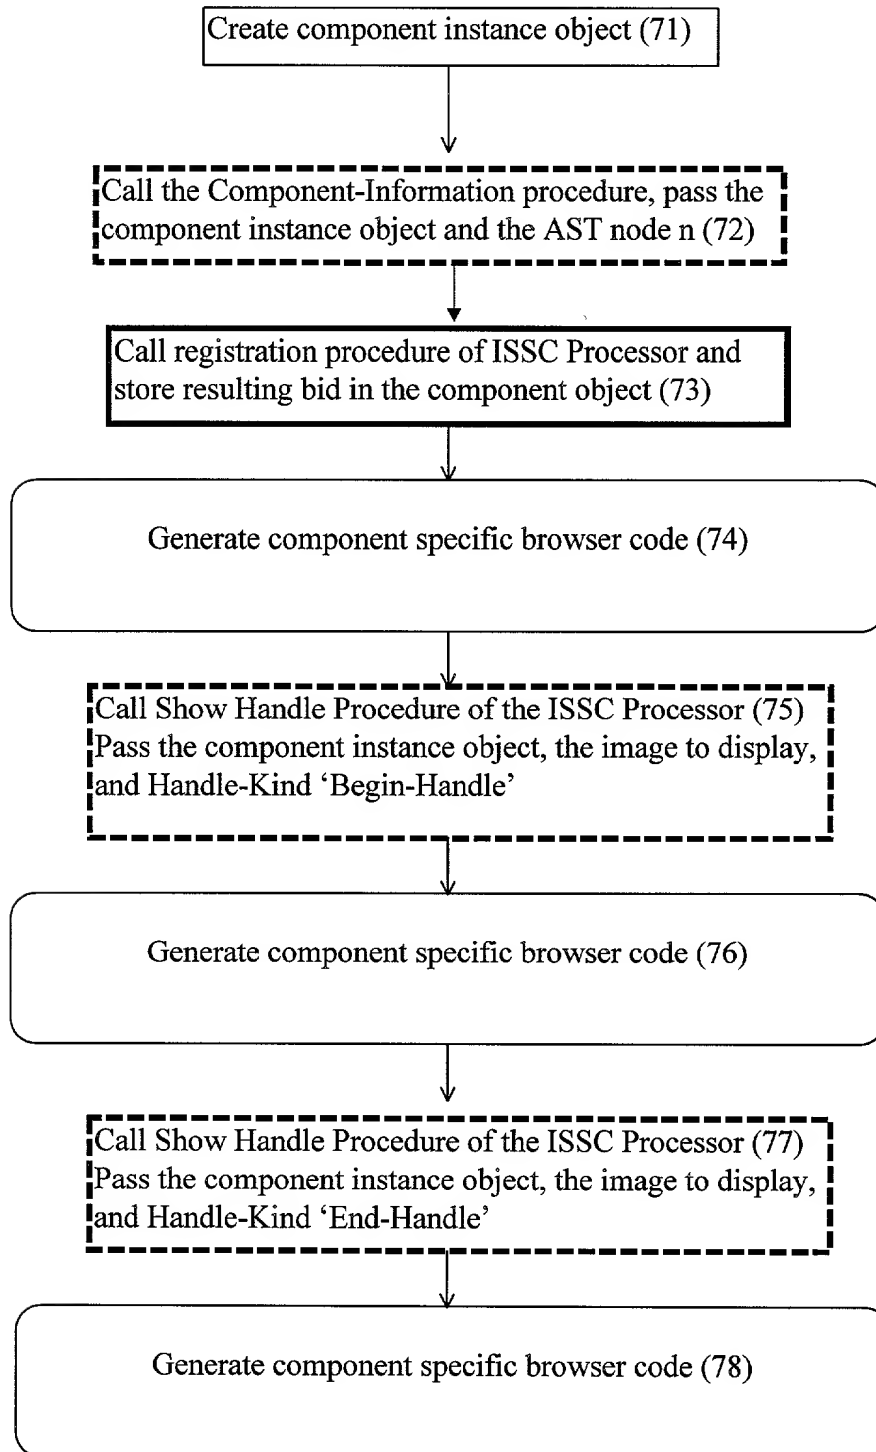 Create component instance object (71)
Call the Component-Information procedure, pass the
component instance object and the AST node n (72)
Call registration procedure of ISSC Processor and
store resulting bid in the component object (73)
Generate component specific browser code (74)
Call Show Handle Procedure of the ISSC Processor (75)
Pass the component instance object, the image to display,
and Handle-Kind ‘Begin-Handle’
Generate component specific browser code (76)
Call Show Handle Procedure of the ISSC Processor (77)
Pass the component instance object, the image to display,
and Handle-Kind ‘End-Handle’
Generate component specific browser code (78)